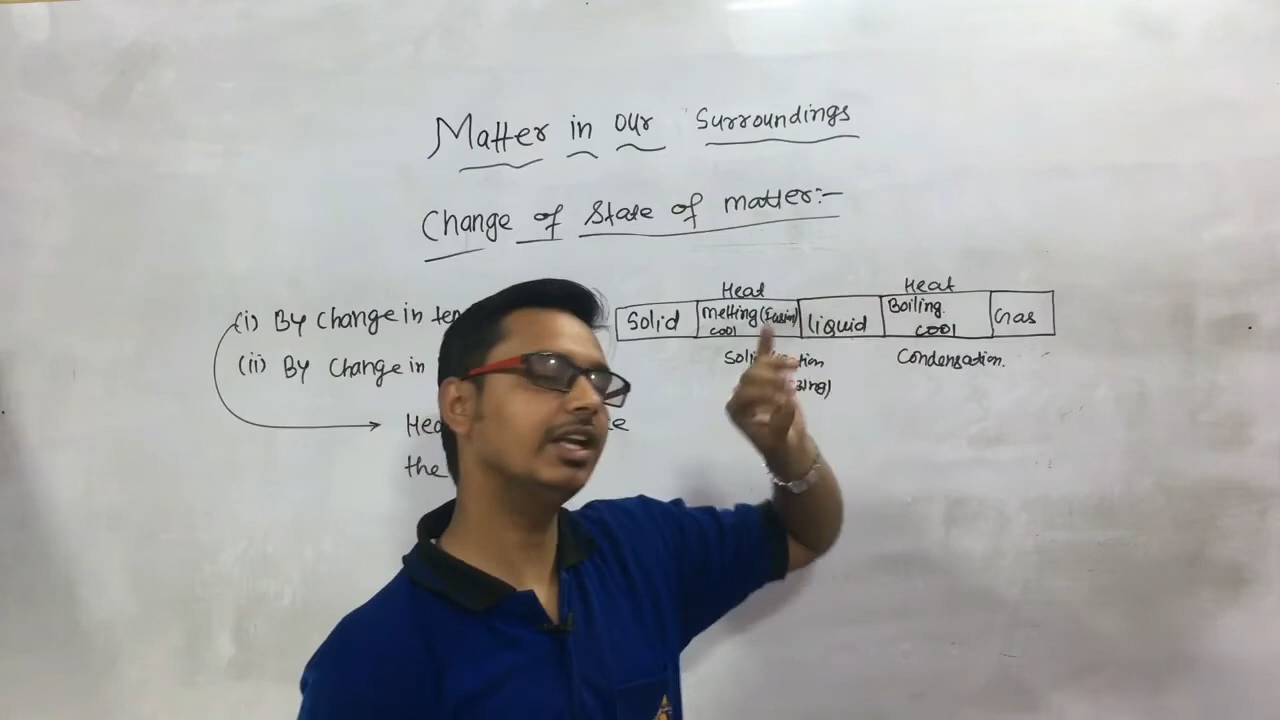 Matter in our Surroundings
Change of State of matter:-
(i) By Change in
(ii) By Change in
Heat Heat
Solid melting (Fusion) liquid Boiling Gas
cool cool
Condensation.
the